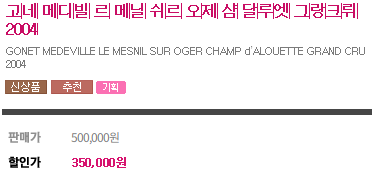 고네 메디빌 르 메닐 쉬르 오제 샴 달루엣 그랑크뤼
2004
GONET MEDEVILLE LE MESNIL SUR OGER CHAMP d'ALOUETTE GRAND CRU
2004
신상품 추천 기획
판매가 500,000원
할인가 350,000원